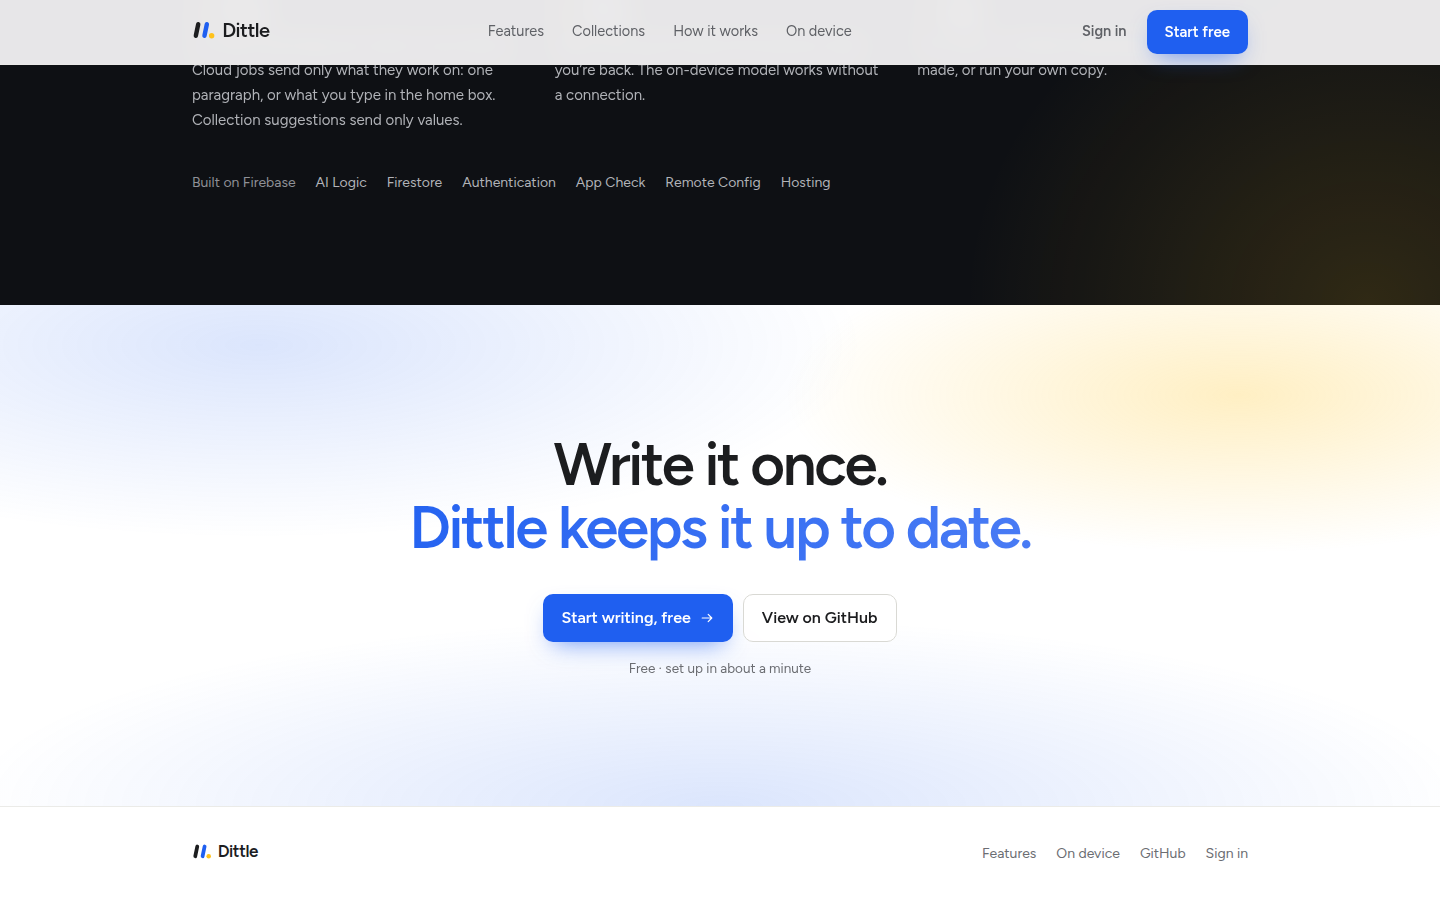 Dittle
Features
Collections
How it works
On device
Sign in
Start free
Cloud jobs send only what they work on: one
paragraph, or what you type in the home box.
Collection suggestions send only values.
you're back. The on-device model works without
a connection.
made, or run your own copy.
Built on Firebase
AI Logic
Firestore
Authentication
App Check
Remote Config
Hosting
Write it once.
Dittle keeps it up to date.
Start writing, free →
View on GitHub
Free · set up in about a minute
Dittle
Features
On device
GitHub
Sign in